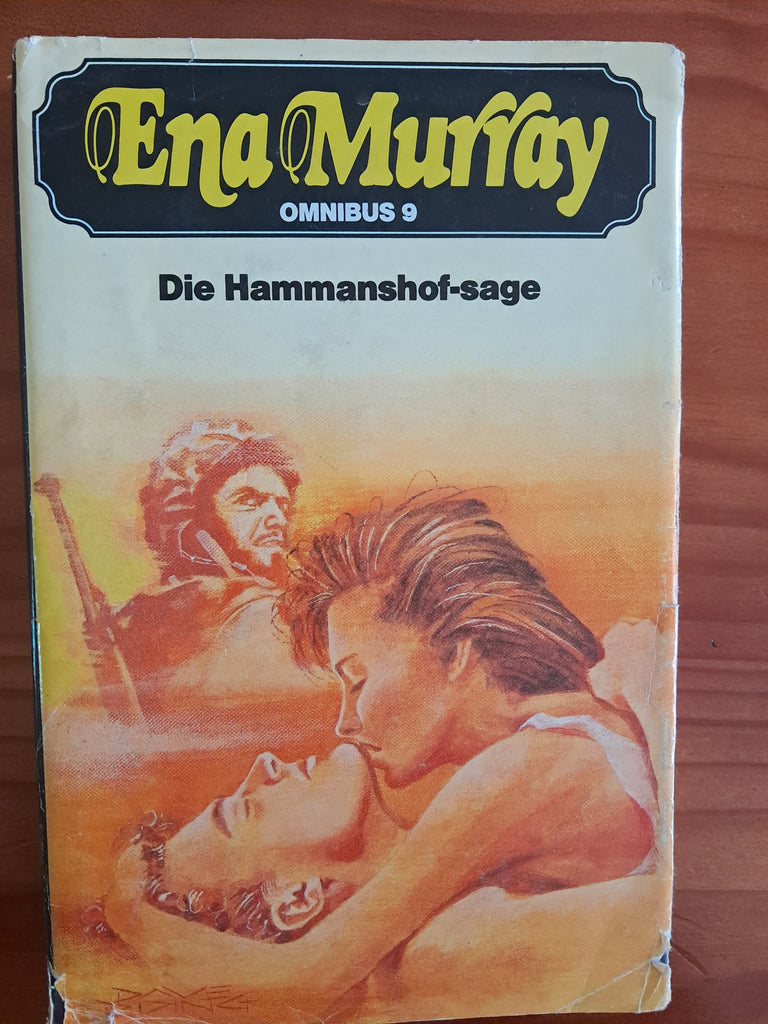 Ena Murray
OMNIBUS 9
Die Hammanshof-sage